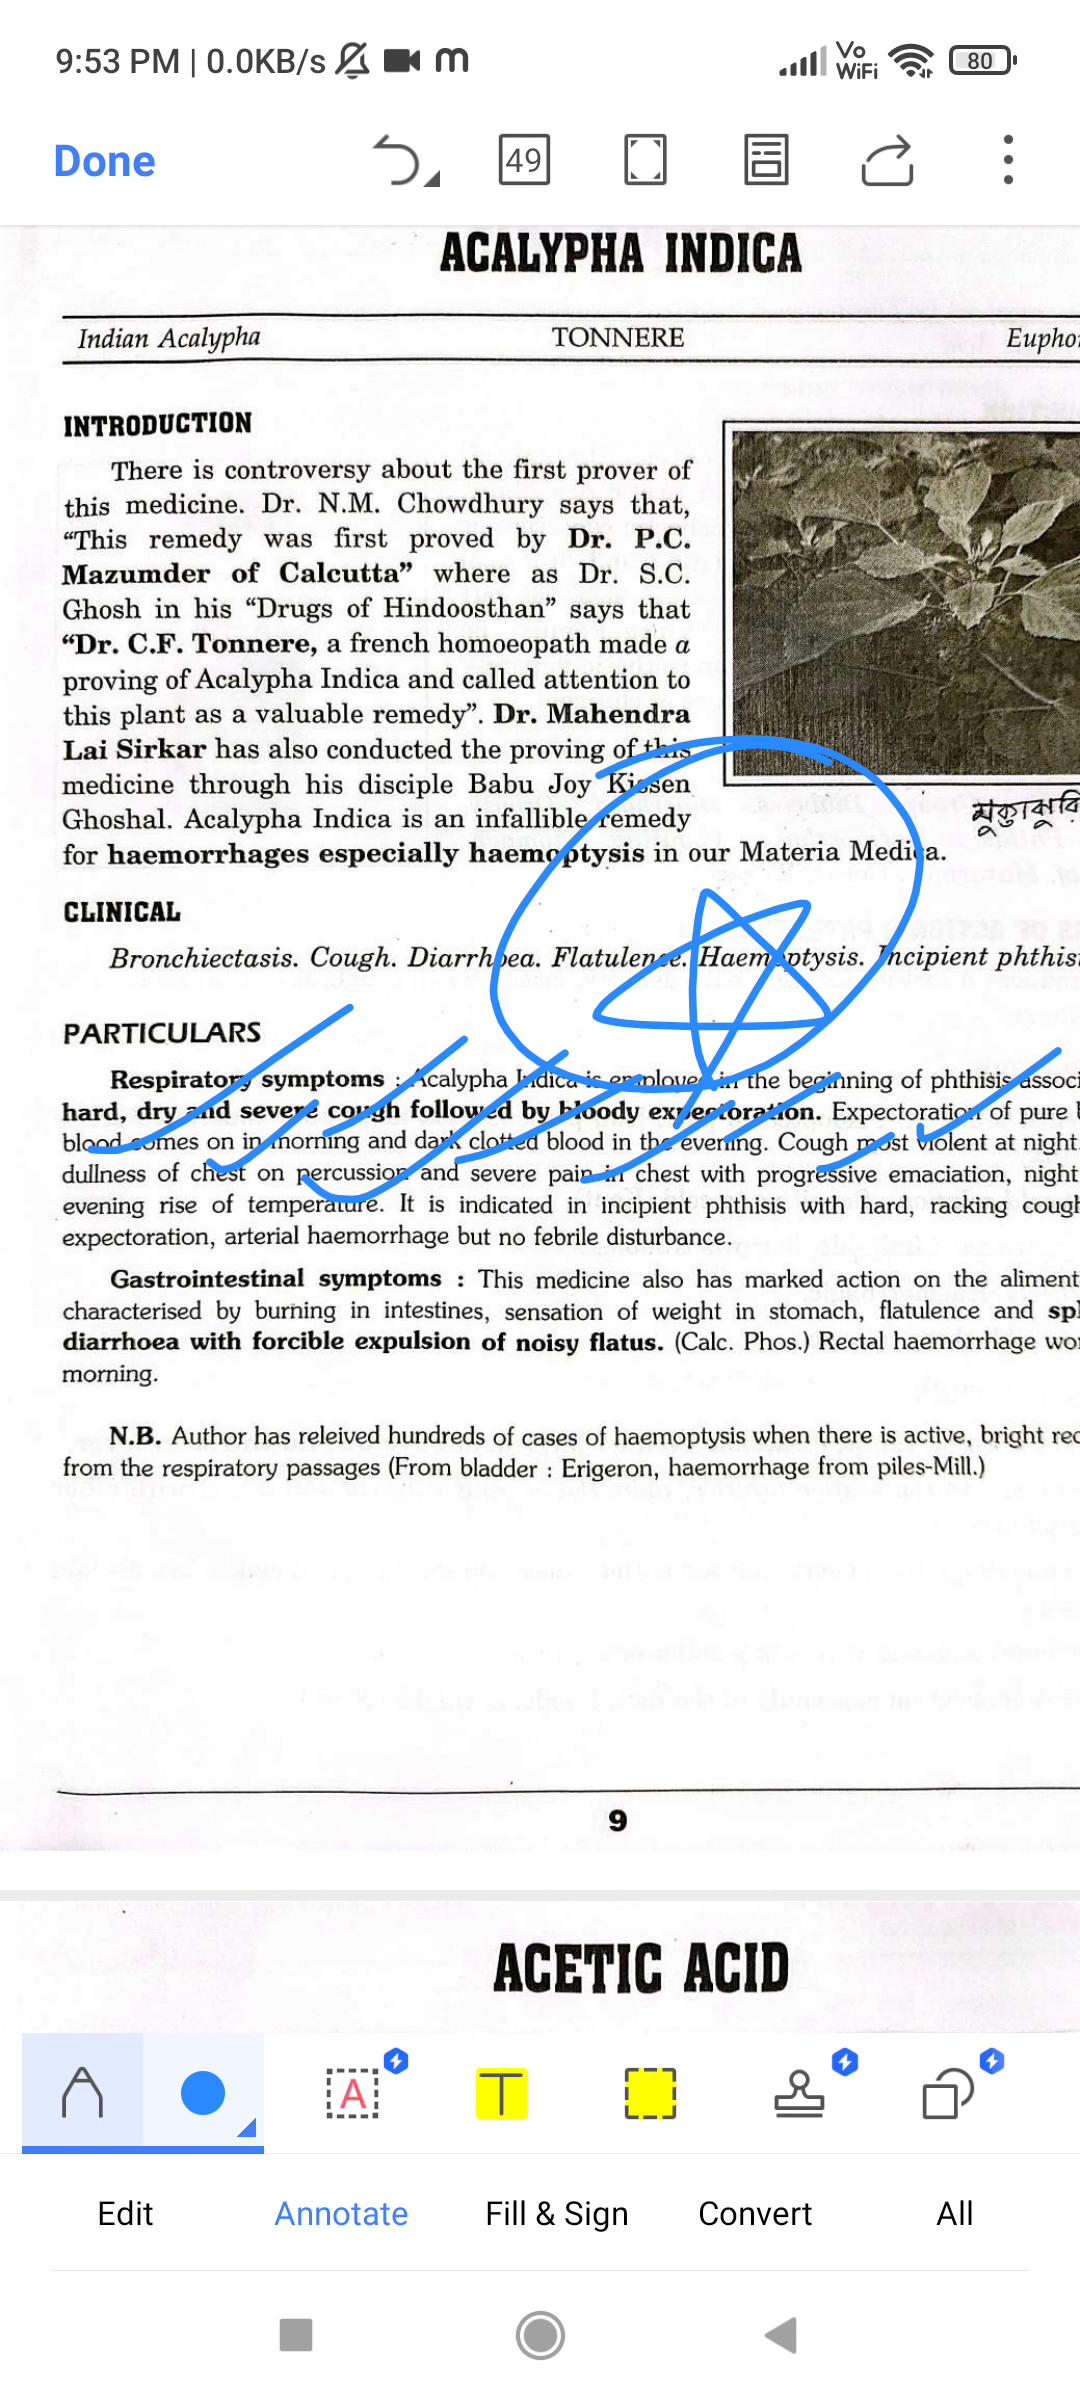 9:53 PM | 0.0KB/s m Vo WiFi 80
Done 49
ACALYPHA INDICA
Indian Acalypha TONNERE
INTRODUCTION
There is controversy about the first prover of
this medicine. Dr. N.M. Chowdhury says that,
“This remedy was first proved by Dr. P.C.
Mazumder of Calcutta” where as Dr. S.C.
Ghosh in his “Drugs of Hindoosthan” says that
“Dr. C.F. Tonnere, a french homoeopath made a
proving of Acalypha Indica and called attention to
this plant as a valuable remedy”. Dr. Mahendra
Lai Sirkar has also conducted the proving of this
medicine through his disciple Babu Joy Kissen
Ghoshal. Acalypha Indica is an infallible remedy
for haemorrhages especially haemoptysis in our Materia Medica.
মুক্তাঝুরি
CLINICAL
Bronchiectasis. Cough. Diarrhoea. Flatulence. Haemoptysis. Incipient phthis
PARTICULARS
Respiratory symptoms : Acalypha Indica is employed in the beginning of phthisis associ
hard, dry and severe cough followed by bloody expectoration. Expectoration of pure
blood comes on in morning and dark clotted blood in the evening. Cough most violent at night.
dullness of chest on percussion and severe pain in chest with progressive emaciation, night
evening rise of temperature. It is indicated in incipient phthisis with hard, racking cough
expectoration, arterial haemorrhage but no febrile disturbance.
Gastrointestinal symptoms : This medicine also has marked action on the aliment
characterised by burning in intestines, sensation of weight in stomach, flatulence and spl
diarrhoea with forcible expulsion of noisy flatus. (Calc. Phos.) Rectal haemorrhage wo
morning.
N.B. Author has releived hundreds of cases of haemoptysis when there is active, bright red
from the respiratory passages (From bladder : Erigeron, haemorrhage from piles-Mill.)
9
ACETIC ACID
A T
Edit Annotate Fill & Sign Convert All